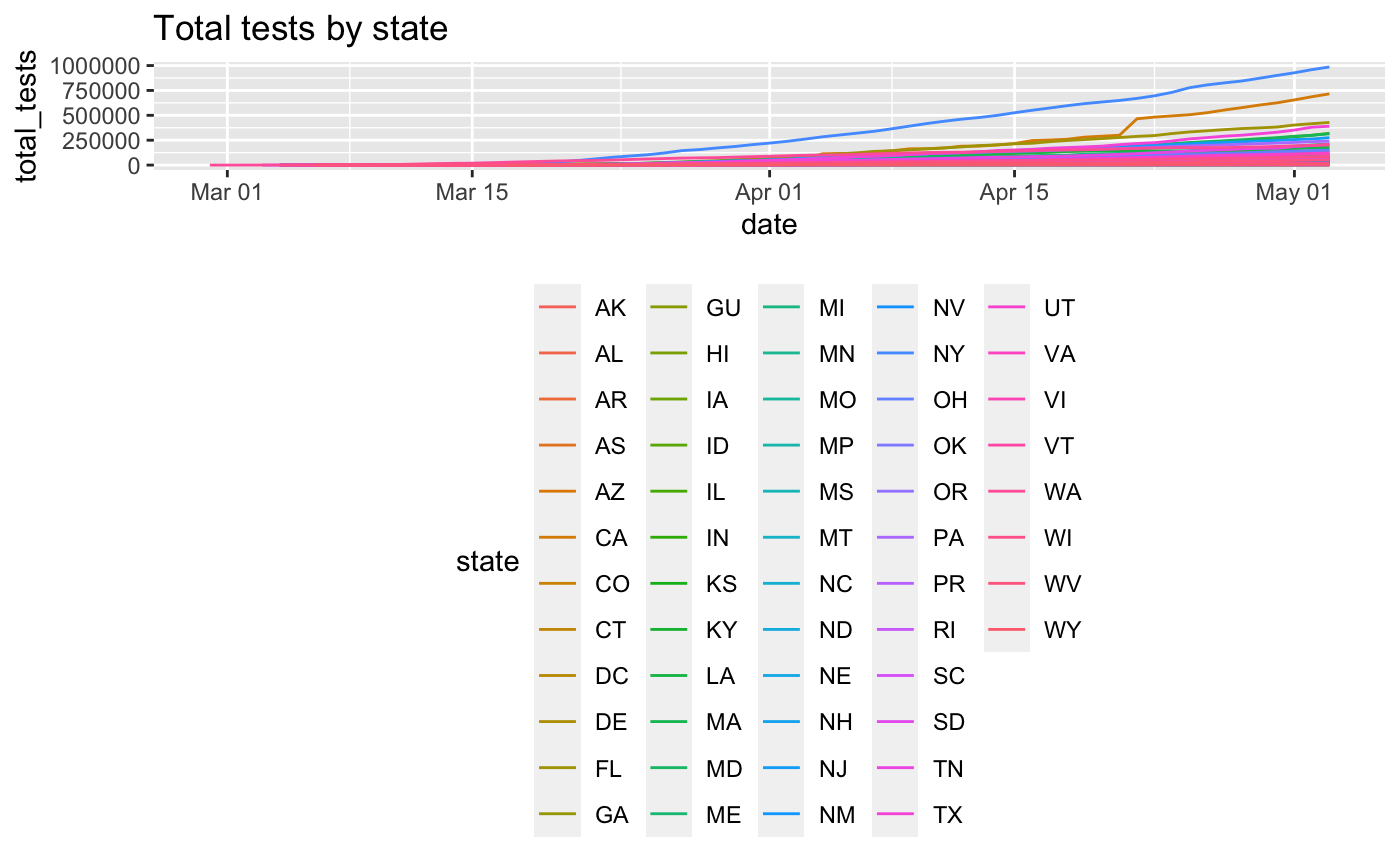 Total tests by state
total_tests
1000000
750000
500000
250000
0
Mar 01 Mar 15 Apr 01 Apr 15 May 01
date
state
AK GU MI NV UT
AL HI MN NY VA
AR IA MO OH VI
AS ID MP OK VT
AZ IL MS OR WA
CA IN MT PA WI
CO KS NC PR WV
CT KY ND RI WY
DC LA NE SC
DE MA NH SD
FL MD NJ TN
GA ME NM TX